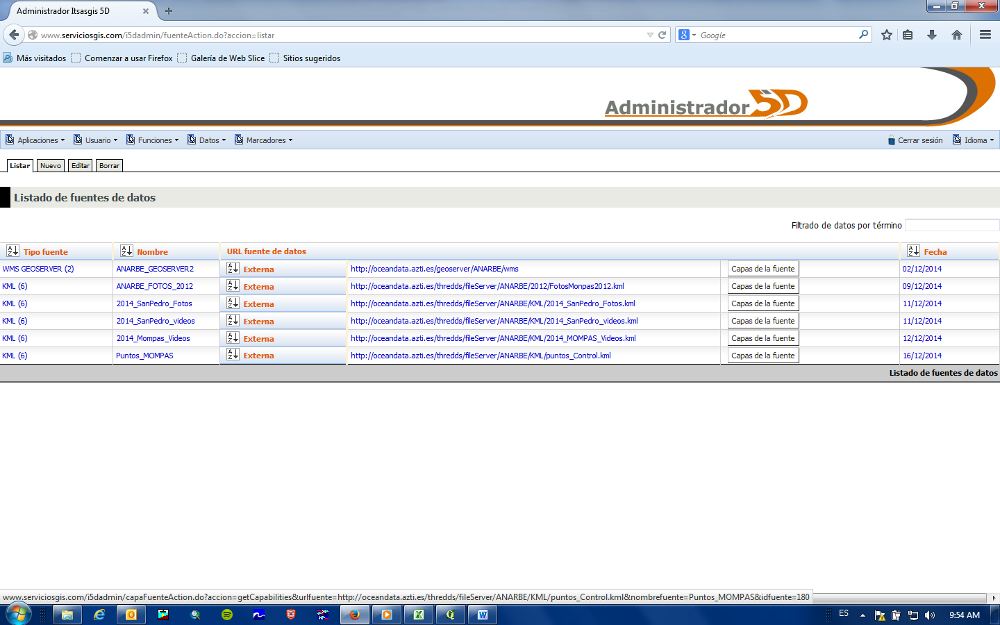 Administrador Itsasgis 5D
www.serviciosgis.com/i5dadmin/fuenteAction.do?accion=listar
Google
Más visitados Comenzar a usar Firefox Galería de Web Slice Sitios sugeridos
Administrador 5D
Aplicaciones Usuario Funciones Datos Marcadores Cerrar sesión Idioma
Listar Nuevo Editar Borrar
Listado de fuentes de datos
Filtrado de datos por término
Tipo fuente Nombre URL fuente de datos Fecha
WMS GEOSERVER (2) ANARBE_GEOSERVER2 Externa http://oceandata.azti.es/geoserver/ANARBE/wms Capas de la fuente 02/12/2014
KML (6) ANARBE_FOTOS_2012 Externa http://oceandata.azti.es/thredds/fileServer/ANARBE/2012/FotosMonpas2012.kml Capas de la fuente 09/12/2014
KML (6) 2014_SanPedro_Fotos Externa http://oceandata.azti.es/thredds/fileServer/ANARBE/KML/2014_SanPedro_Fotos.kml Capas de la fuente 11/12/2014
KML (6) 2014_SanPedro_videos Externa http://oceandata.azti.es/thredds/fileServer/ANARBE/KML/2014_SanPedro_videos.kml Capas de la fuente 11/12/2014
KML (6) 2014_Mompas_Videos Externa http://oceandata.azti.es/thredds/fileServer/ANARBE/KML/2014_MOMPAS_Videos.kml Capas de la fuente 12/12/2014
KML (6) Puntos_MOMPAS Externa http://oceandata.azti.es/thredds/fileServer/ANARBE/KML/puntos_Control.kml Capas de la fuente 16/12/2014
Listado de fuentes de datos
www.serviciosgis.com/i5dadmin/capaFuenteAction.do?accion=getCapabilities&urlfuente=http://oceandata.azti.es/thredds/fileServer/ANARBE/KML/puntos_Control.kml&nombrefuente=Puntos_MOMPAS&idfuente=180
ES 9:54 AM